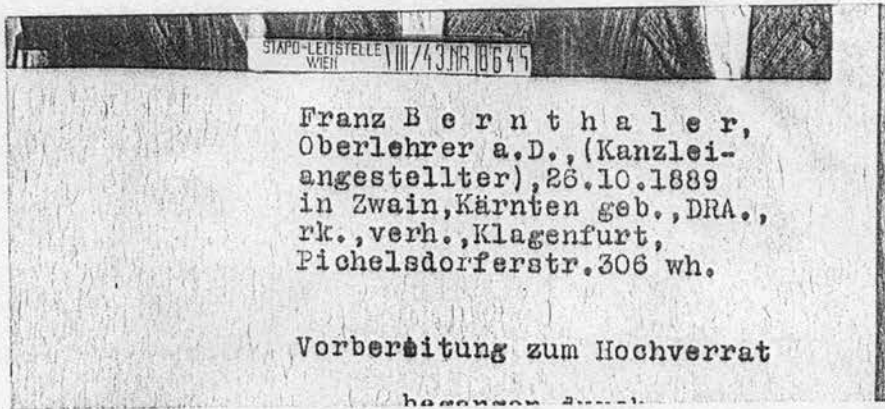 STAPO-LEITSTELLE WIEN VIII/43.NR.8645
Franz B e r n t h a l e r,
Oberlehrer a.D.,(Kanzlei-
angestellter),26.10.1889
in Zwain,Kärnten geb.,DRA.,
rk.,verh.,Klagenfurt,
Pichelsdorferstr.306 wh.
Vorbereitung zum Hochverrat